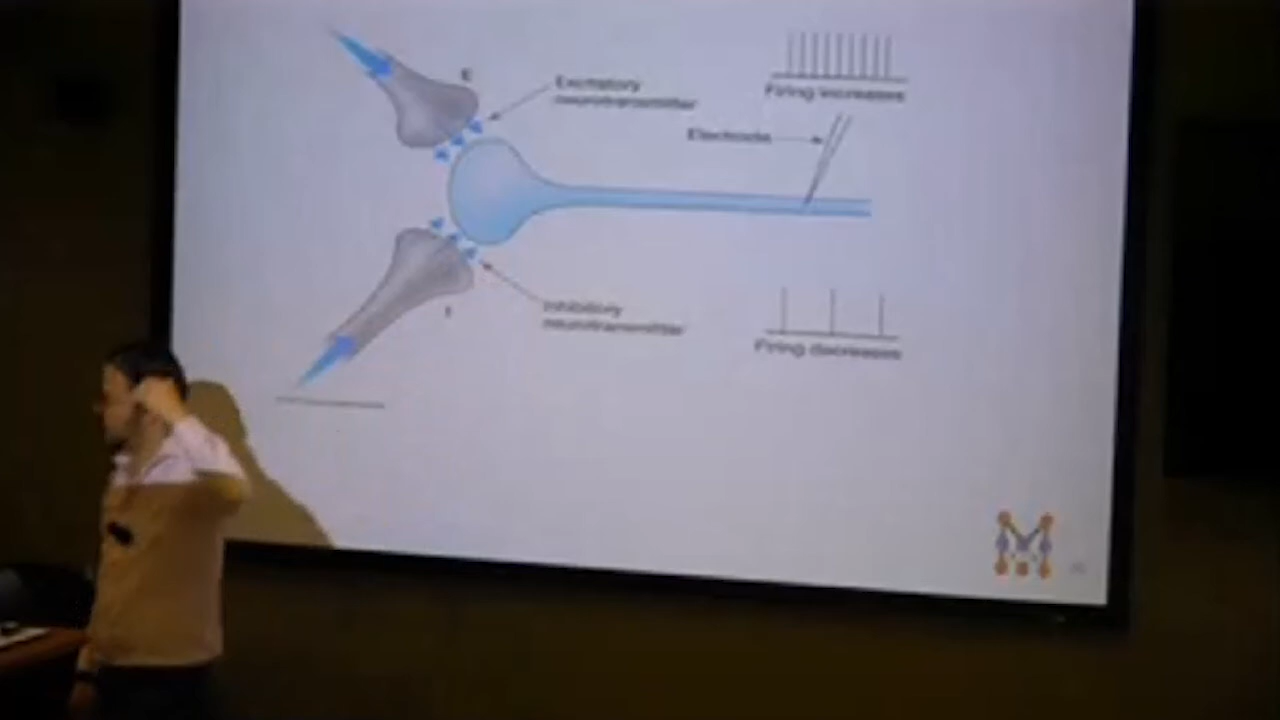 E
Excitatory
neurotransmitter
Firing increases
Electrode
Inhibitory
neurotransmitter
I
Firing decreases
M